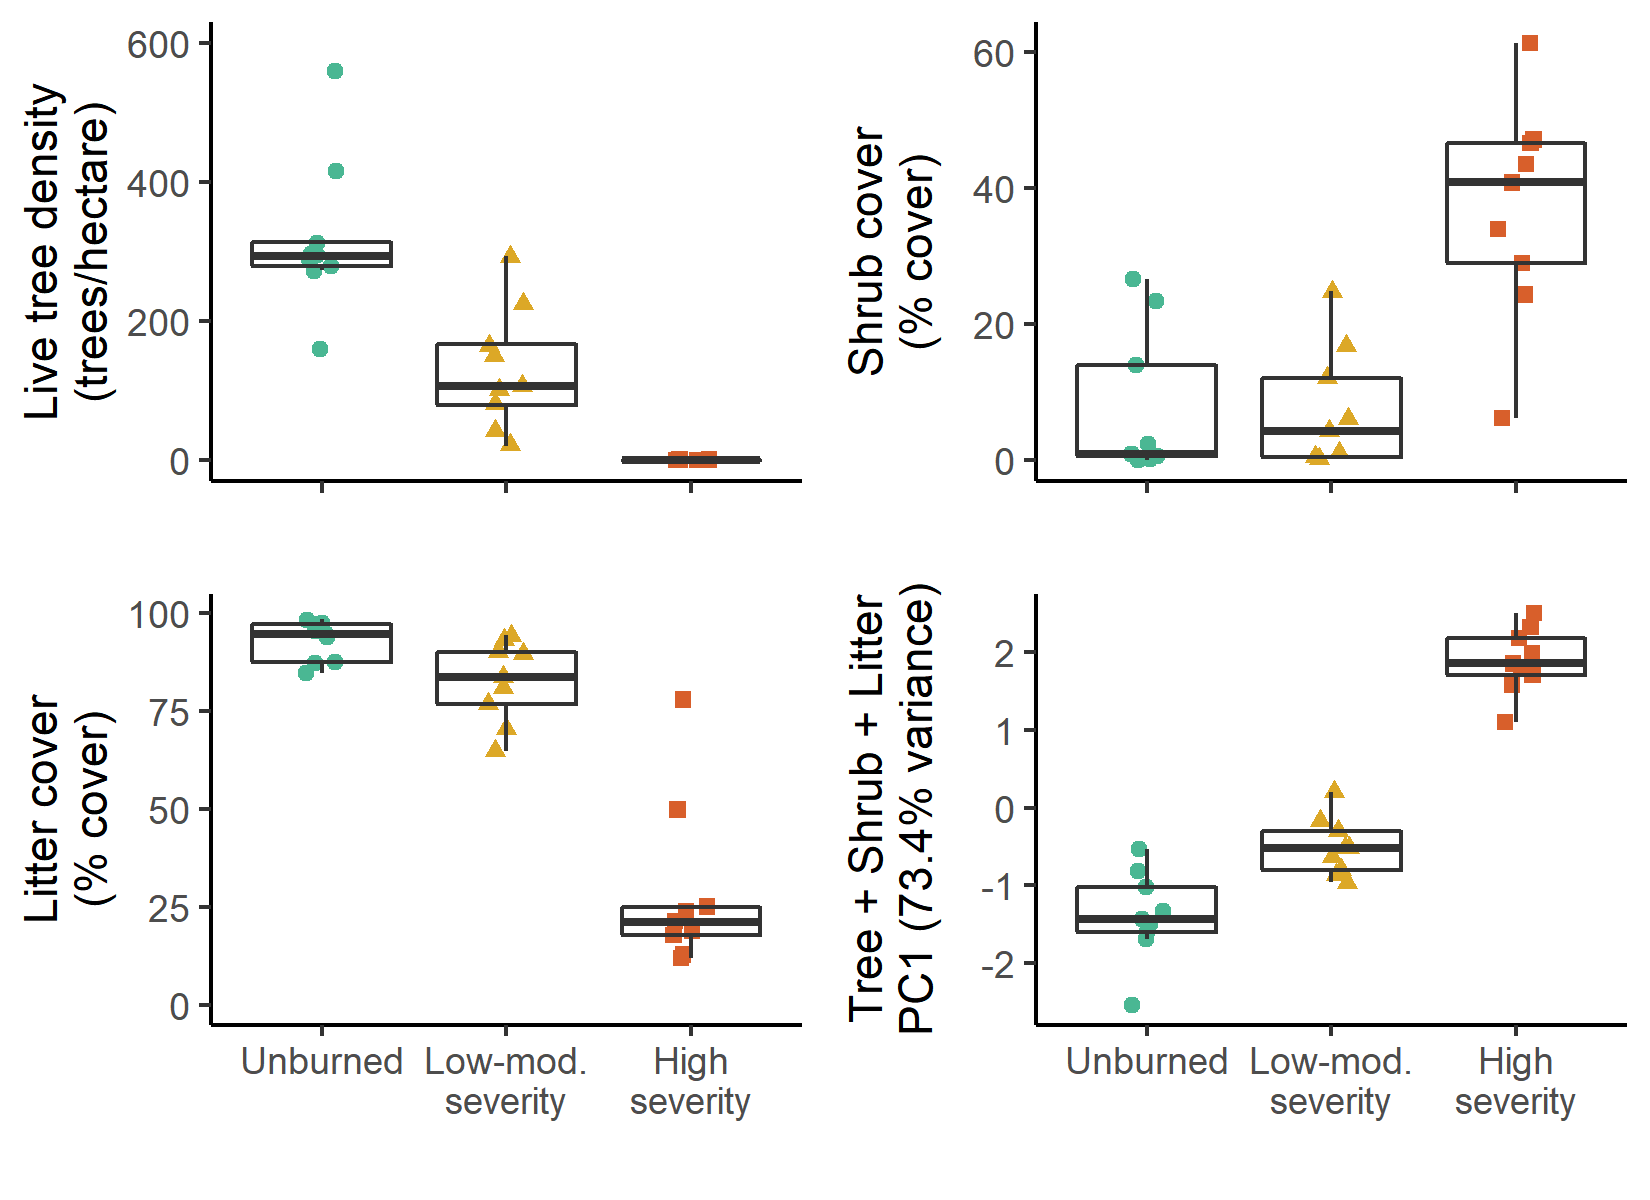 Live tree density
(trees/hectare)
600
400
200
0
Shrub cover
(% cover)
60
40
20
0
Litter cover
(% cover)
100
75
50
25
0
Unburned
Low-mod.
severity
High
severity
Tree + Shrub + Litter
PC1 (73.4% variance)
2
1
0
-1
-2
Unburned
Low-mod.
severity
High
severity